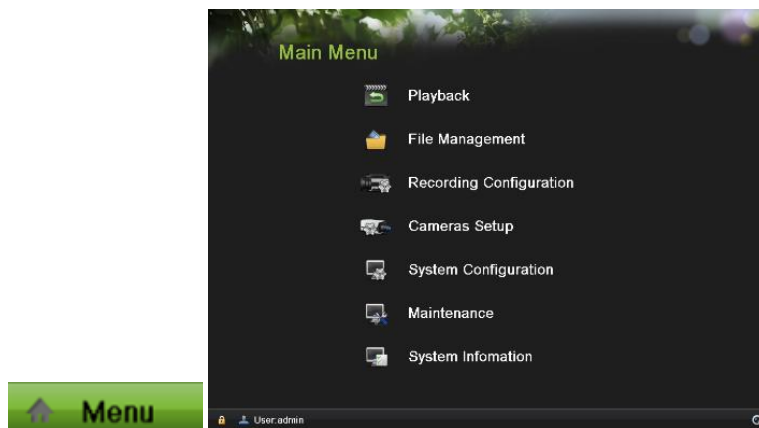 Main Menu
Playback
File Management
Recording Configuration
Cameras Setup
System Configuration
Maintenance
System Infomation
Menu
User:admin